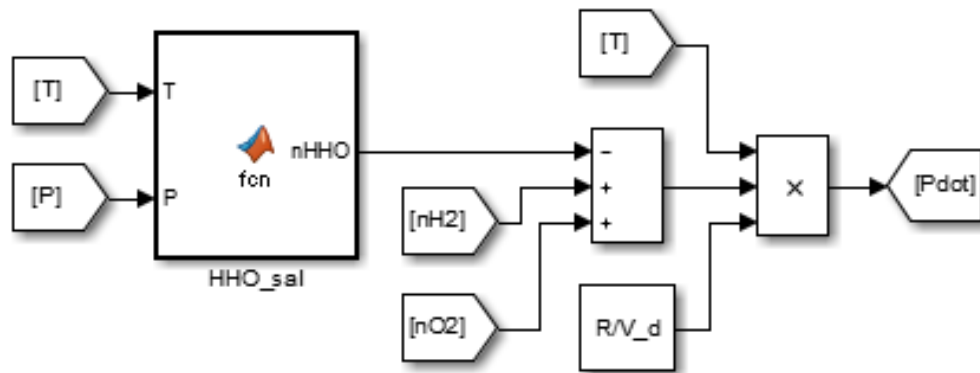 [T]
[P]
T
P
fcn
nHHO
HHO_sal
[nH2]
[nO2]
[T]
−
+
+
R/V_d
×
[Pdot]